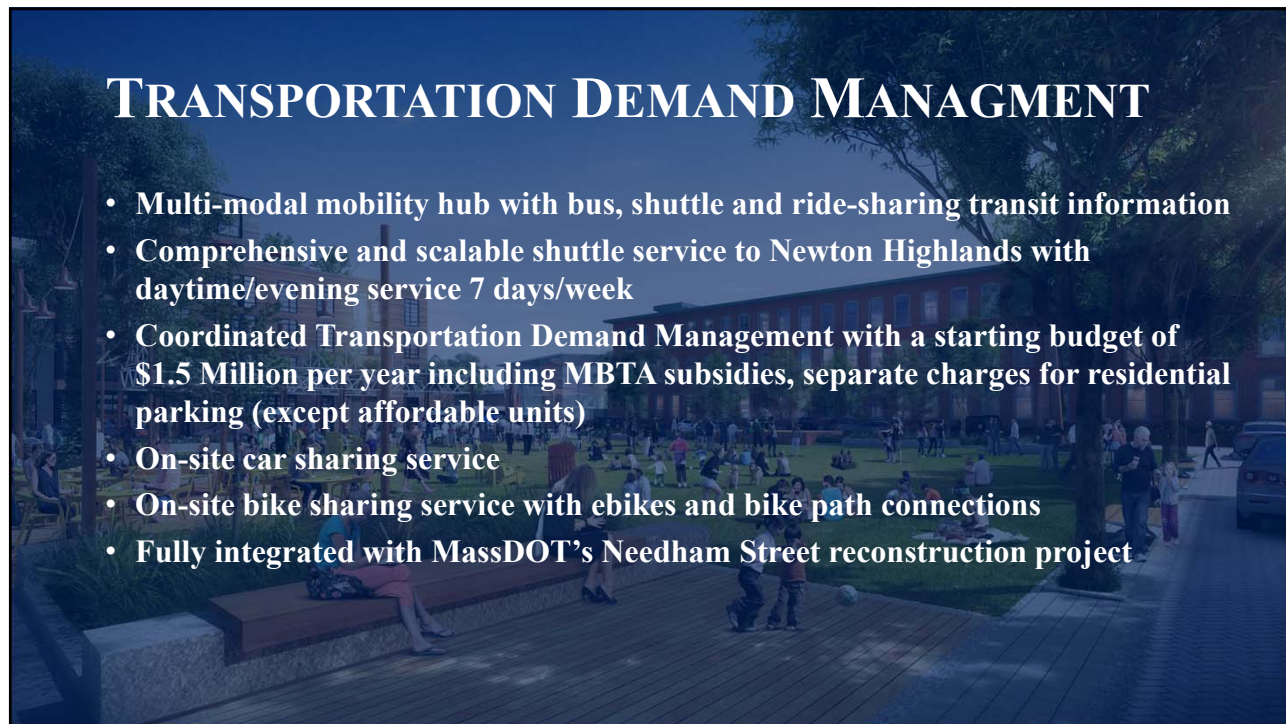 TRANSPORTATION DEMAND MANAGMENT
• Multi-modal mobility hub with bus, shuttle and ride-sharing transit information
• Comprehensive and scalable shuttle service to Newton Highlands with
daytime/evening service 7 days/week
• Coordinated Transportation Demand Management with a starting budget of
$1.5 Million per year including MBTA subsidies, separate charges for residential
parking (except affordable units)
• On-site car sharing service
• On-site bike sharing service with ebikes and bike path connections
• Fully integrated with MassDOT’s Needham Street reconstruction project